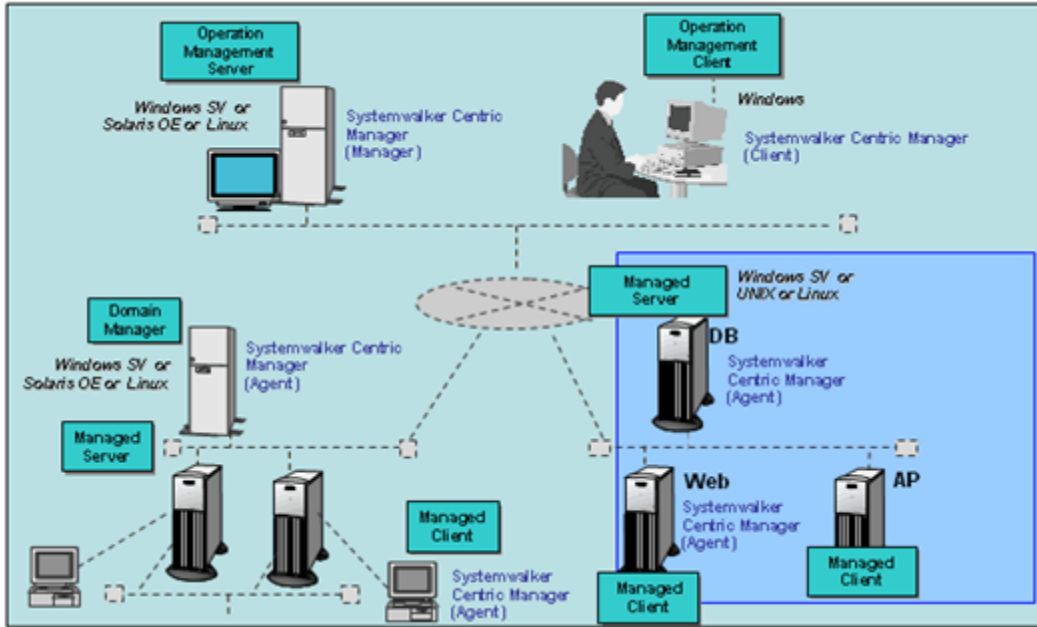 Operation
Management
Server
Operation
Management
Client
Windows SV or
Solaris OE or Linux
Systemwalker Centric
Manager
(Manager)
Windows
Systemwalker Centric Manager
(Client)
Managed
Server
Windows SV or
UNIX or Linux
Domain
Manager
Windows SV or
Solaris OE or Linux
Systemwalker Centric
Manager
(Agent)
DB
Systemwalker
Centric Manager
(Agent)
Managed
Server
Managed
Client
Systemwalker
Centric Manager
(Agent)
Web
Systemwalker
Centric Manager
(Agent)
Managed
Client
AP
Managed
Client